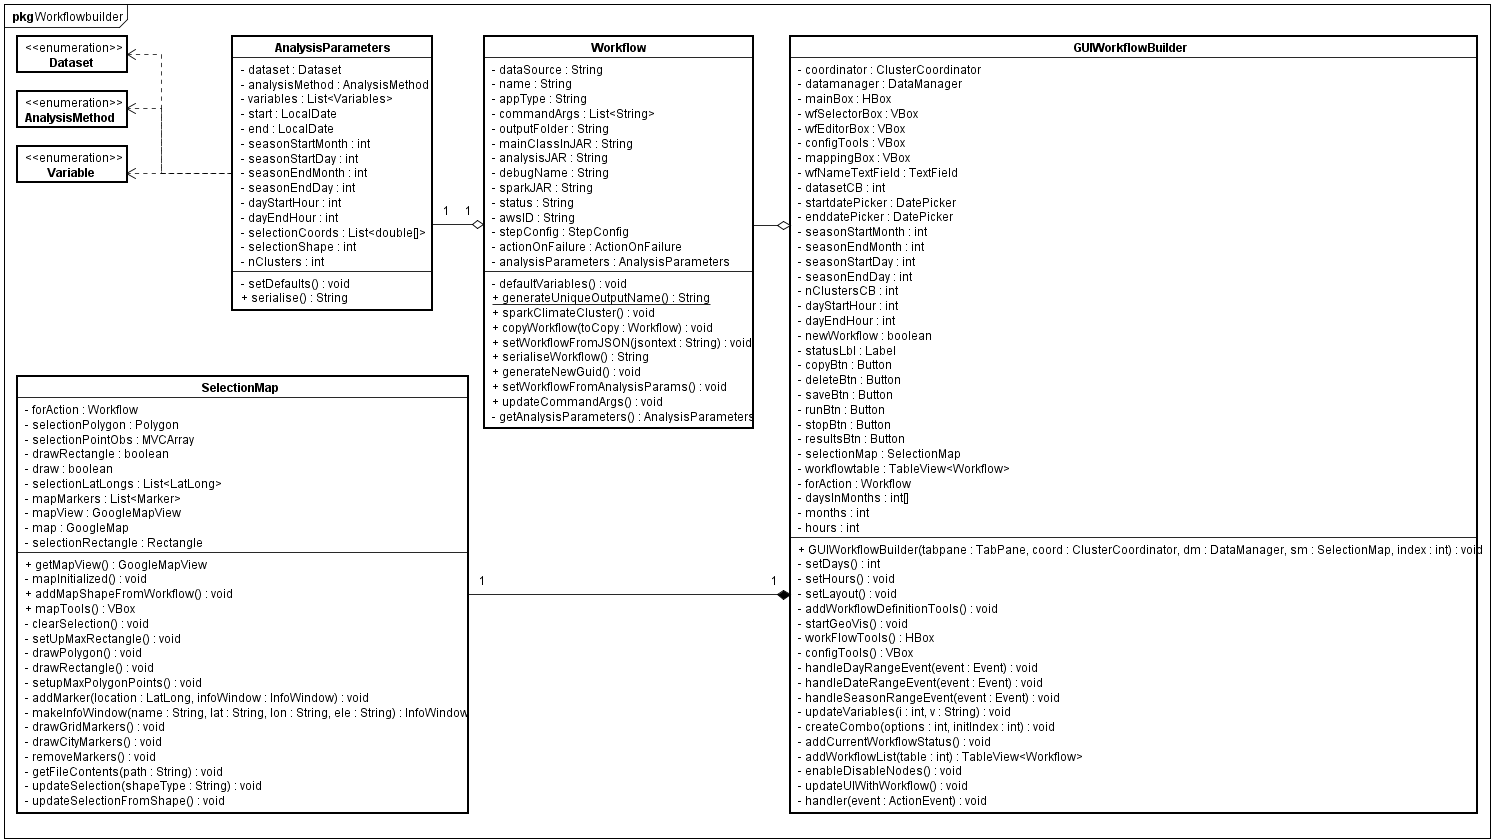 pkg Workflowbuilder
<<enumeration>>
Dataset
<<enumeration>>
AnalysisMethod
<<enumeration>>
Variable
AnalysisParameters
- dataset : Dataset
- analysisMethod : AnalysisMethod
- variables : List<Variables>
- start : LocalDate
- end : LocalDate
- seasonStartMonth : int
- seasonStartDay : int
- seasonEndMonth : int
- seasonEndDay : int
- dayStartHour : int
- dayEndHour : int
- selectionCoords : List<double[]>
- selectionShape : int
- nClusters : int
- setDefaults() : void
+ serialise() : String
1
1
Workflow
- dataSource : String
- name : String
- appType : String
- commandArgs : List<String>
- outputFolder : String
- mainClassInJAR : String
- analysisJAR : String
- debugName : String
- sparkJAR : String
- status : String
- awsID : String
- stepConfig : StepConfig
- actionOnFailure : ActionOnFailure
- analysisParameters : AnalysisParameters
- defaultVariables() : void
+ generateUniqueOutputName() : String
+ sparkClimateCluster() : void
+ copyWorkflow(toCopy : Workflow) : void
+ setWorkflowFromJSON(jsontext : String) : void
+ serialiseWorkflow() : String
+ generateNewGuid() : void
+ setWorkflowFromAnalysisParams() : void
+ updateCommandArgs() : void
- getAnalysisParameters() : AnalysisParameters
GUIWorkflowBuilder
- coordinator : ClusterCoordinator
- datamanager : DataManager
- mainBox : HBox
- wfSelectorBox : VBox
- wfEditorBox : VBox
- configTools : VBox
- mappingBox : VBox
- wfNameTextField : TextField
- datasetCB : int
- startdatePicker : DatePicker
- enddatePicker : DatePicker
- seasonStartMonth : int
- seasonEndMonth : int
- seasonStartDay : int
- seasonEndDay : int
- nClustersCB : int
- dayStartHour : int
- dayEndHour : int
- newWorkflow : boolean
- statusLbl : Label
- copyBtn : Button
- deleteBtn : Button
- saveBtn : Button
- runBtn : Button
- stopBtn : Button
- resultsBtn : Button
- selectionMap : SelectionMap
- workflowtable : TableView<Workflow>
- forAction : Workflow
- daysInMonths : int[]
- months : int
- hours : int
+ GUIWorkflowBuilder(tabpane : TabPane, coord : ClusterCoordinator, dm : DataManager, sm : SelectionMap, index : int) : void
- setDays() : int
- setHours() : void
- setLayout() : void
- addWorkflowDefinitionTools() : void
- startGeoVis() : void
- workFlowTools() : HBox
- configTools() : VBox
- handleDayRangeEvent(event : Event) : void
- handleDateRangeEvent(event : Event) : void
- handleSeasonRangeEvent(event : Event) : void
- updateVariables(i : int, v : String) : void
- createCombo(options : int, initIndex : int) : void
- addCurrentWorkflowStatus() : void
- addWorkflowList(table : int) : TableView<Workflow>
- enableDisableNodes() : void
- updateUIWithWorkflow() : void
- handler(event : ActionEvent) : void
SelectionMap
- forAction : Workflow
- selectionPolygon : Polygon
- selectionPointObs : MVCArray
- drawRectangle : boolean
- draw : boolean
- selectionLatLongs : List<LatLong>
- mapMarkers : List<Marker>
- mapView : GoogleMapView
- map : GoogleMap
- selectionRectangle : Rectangle
+ getMapView() : GoogleMapView
- mapInitialized() : void
+ addMapShapeFromWorkflow() : void
+ mapTools() : VBox
- clearSelection() : void
- setUpMaxRectangle() : void
- drawPolygon() : void
- drawRectangle() : void
- setupMaxPolygonPoints() : void
- addMarker(location : LatLong, infoWindow : InfoWindow) : void
- makeInfoWindow(name : String, lat : String, lon : String, ele : String) : InfoWindow
- drawGridMarkers() : void
- drawCityMarkers() : void
- removeMarkers() : void
- getFileContents(path : String) : void
- updateSelection(shapeType : String) : void
- updateSelectionFromShape() : void
1
1